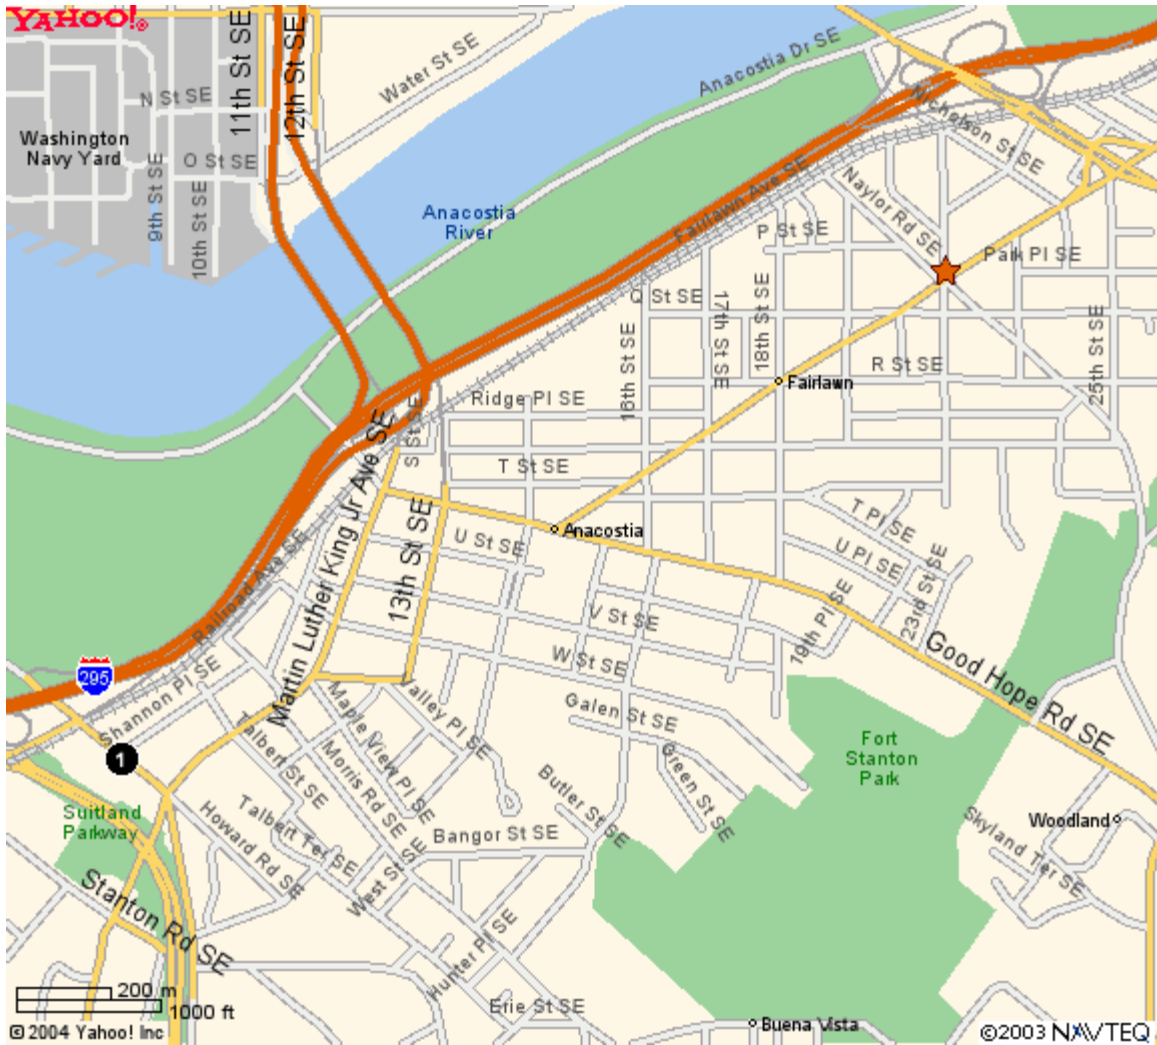 YAHOO!®
11th St SE
12th St SE
Water St SE
Anacostia Dr SE
N St SE
Nicholson St SE
Washington
Navy Yard
O St SE
9th St SE
10th St SE
Anacostia
River
Fairlawn Ave SE
Naylor Rd SE
P St SE
Park Pl SE
Q St SE
16th St SE
17th St SE
18th St SE
R St SE
25th St SE
Fairlawn
Ridge Pl SE
S St SE
T St SE
Martin Luther King Jr Ave SE
13th St SE
Anacostia
U St SE
T Pl SE
U Pl SE
23rd St SE
19th Pl SE
Railroad Ave SE
V St SE
W St SE
Good Hope Rd SE
295
Shannon Pl SE
Valley Pl SE
Maple View Pl SE
Galen St SE
Green St SE
Fort
Stanton
Park
1
Talbert St SE
Morris Rd SE
Butler St SE
Suitland
Parkway
Howard Rd SE
Talbert Ter SE
Bangor St SE
West St SE
Skyland Ter SE
Woodland
Stanton Rd SE
Hunter Pl SE
Erie St SE
Buena Vista
200 m
1000 ft
© 2004 Yahoo! Inc
©2003 NAVTEQ